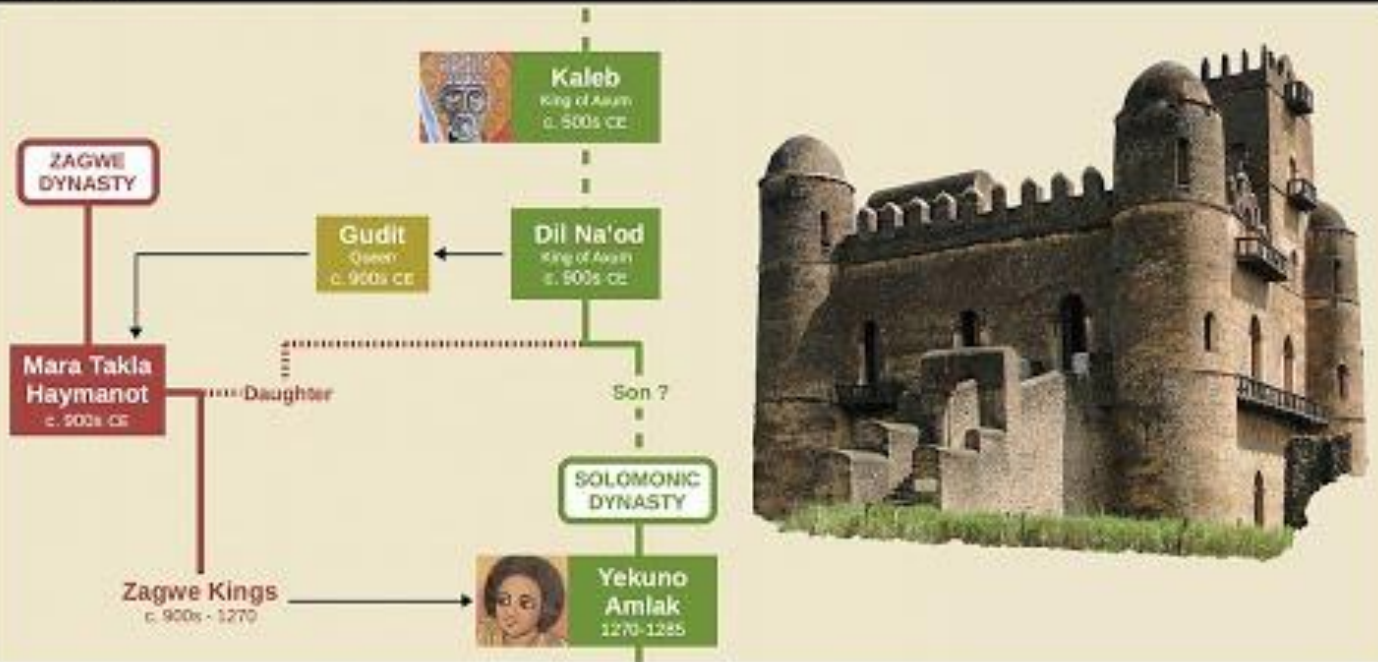 Kaleb
King of Axum
c. 500s CE
ZAGWE
DYNASTY
Gudit
Queen
c. 900s CE
Dil Na'od
King of Axum
c. 900s CE
Mara Takla
Haymanot
c. 900s CE
Daughter
Son ?
SOLOMONIC
DYNASTY
Zagwe Kings
c. 900s - 1270
Yekuno
Amlak
1270-1285